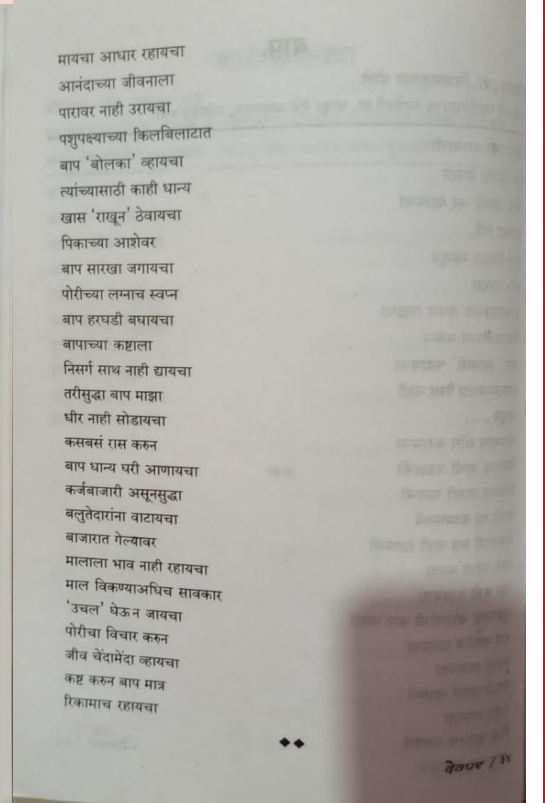 मायचा आधार रहायचा
आनंदाच्या जीवनाला
पारावर नाही उरायचा
पशुपक्ष्याच्या किलबिलाटात
बाप ‘बोलका’ व्हायचा
त्यांच्यासाठी काही धान्य
खास ‘राखून’ ठेवायचा
पिकाच्या आशेवर
बाप सारखा जगायचा
पोरीच्या लग्नाच स्वप्न
बाप हरघडी बघायचा
बापाच्या कष्टाला
निसर्ग साथ नाही द्यायचा
तरीसुद्धा बाप माझा
धीर नाही सोडायचा
कसबसं रास करुन
बाप धान्य घरी आणायचा
कर्जबाजारी असूनसुद्धा
बलुतेदारांना वाटायचा
बाजारात गेल्यावर
मालाला भाव नाही रहायचा
माल विकण्याअधिच सावकार
‘उचल’ घेऊन जायचा
पोरीचा विचार करुन
जीव चेंदामेंदा व्हायचा
कष्ट करुन बाप मात्र
रिकामाच रहायचा